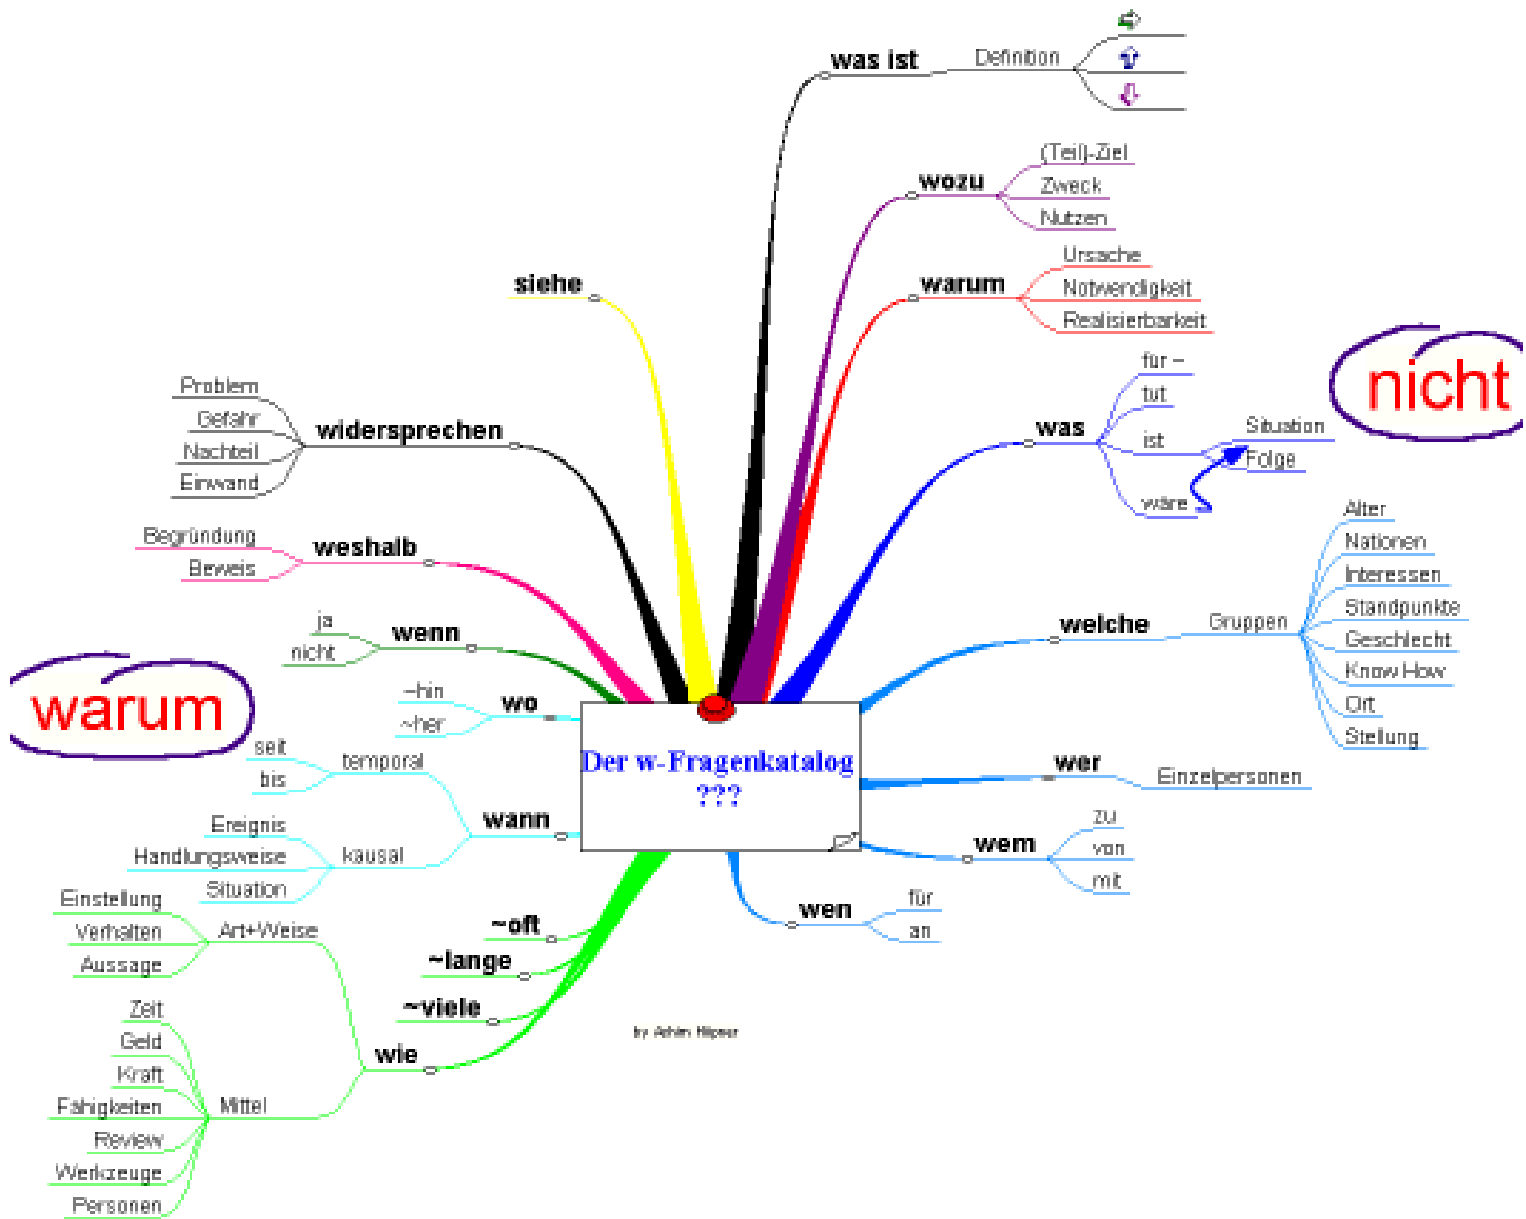 was ist
Definition
wozu
(Teil)-Ziel
Zweck
Nutzen
warum
Ursache
Notwendigkeit
Realisierbarkeit
nicht
was
für –
tut
ist
Situation
Folge
wäre
welche
Gruppen
Alter
Nationen
Interessen
Standpunkte
Geschlecht
Know How
Ort
Stellung
wer
Einzelpersonen
wem
zu
von
mit
wen
für
an
siehe
widersprechen
Problem
Gefahr
Nachteil
Einwand
weshalb
Begründung
Beweis
wenn
ja
nicht
warum
wo
~hin
~her
Der w-Fragenkatalog
???
wann
temporal
seit
bis
kausal
Ereignis
Handlungsweise
Situation
~oft
~lange
~viele
wie
Art+Weise
Einstellung
Verhalten
Aussage
Mittel
Zeit
Geld
Kraft
Fähigkeiten
Review
Werkzeuge
Personen
by Achim